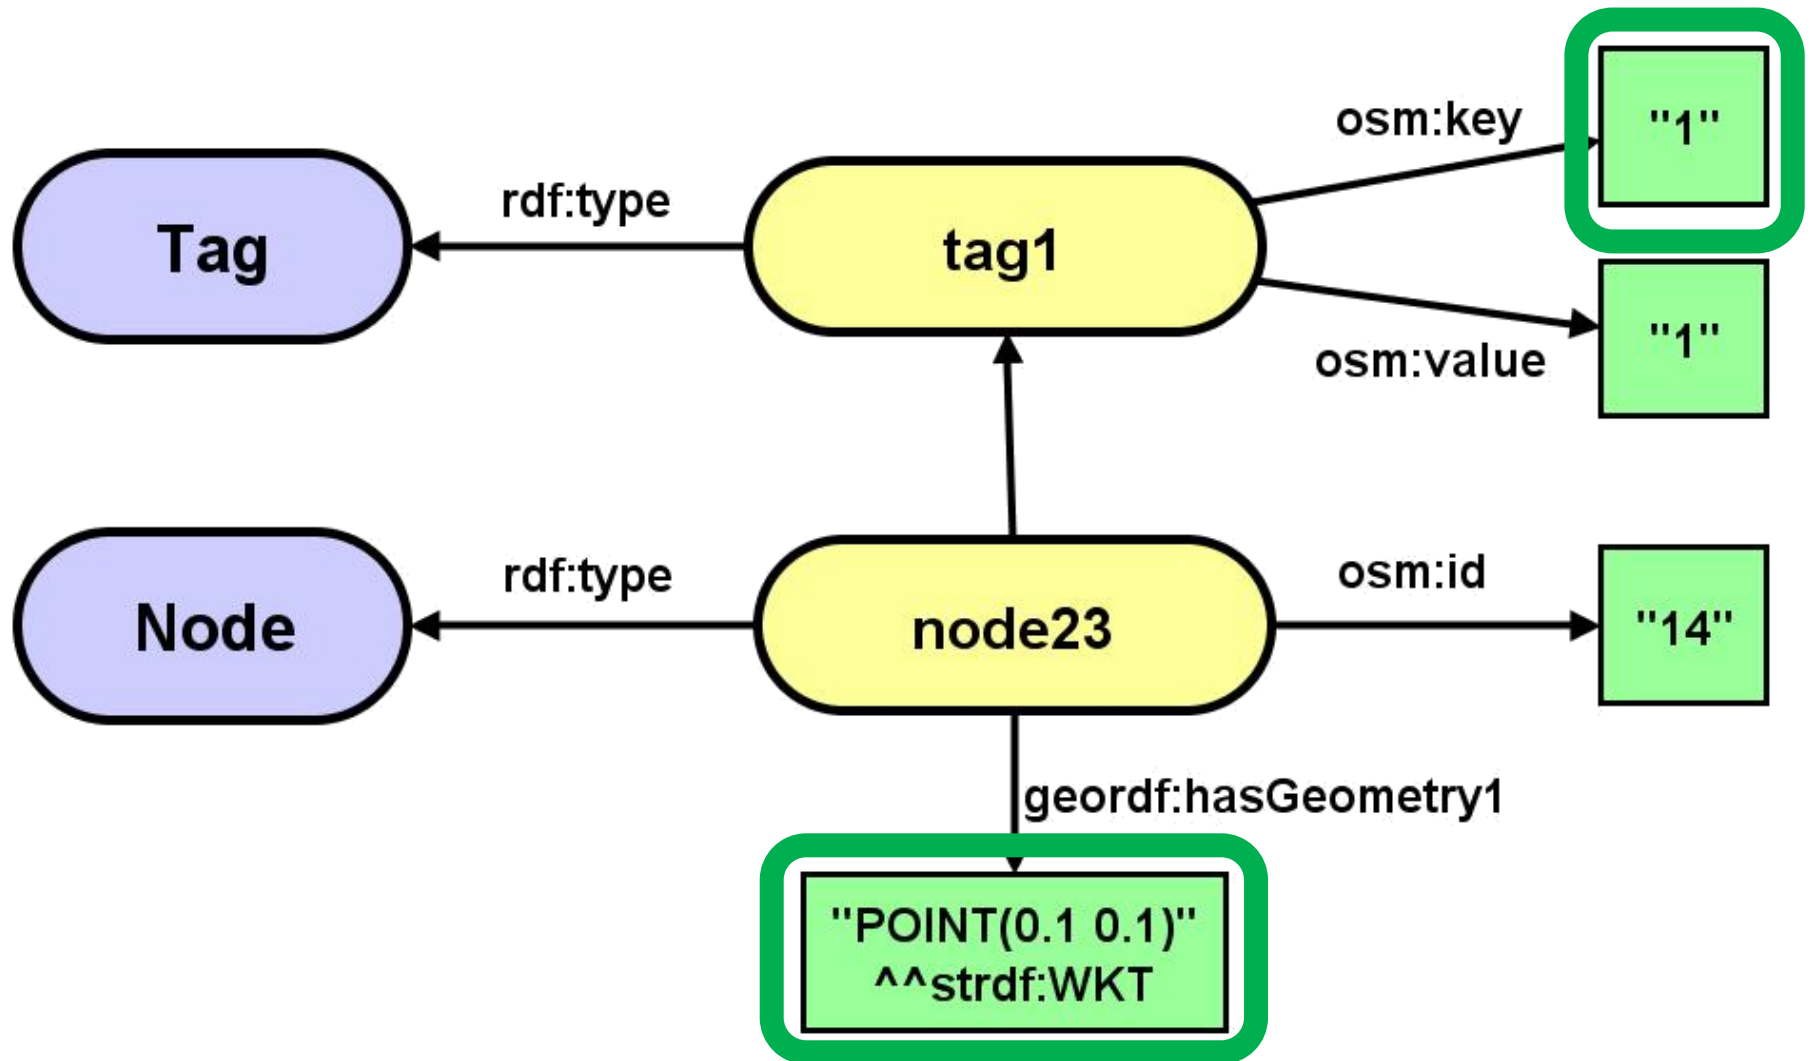 osm:key
"1"
rdf:type
Tag
tag1
osm:value
"1"
rdf:type
osm:id
Node
node23
"14"
geordf:hasGeometry1
"POINT(0.1 0.1)"
^^strdf:WKT